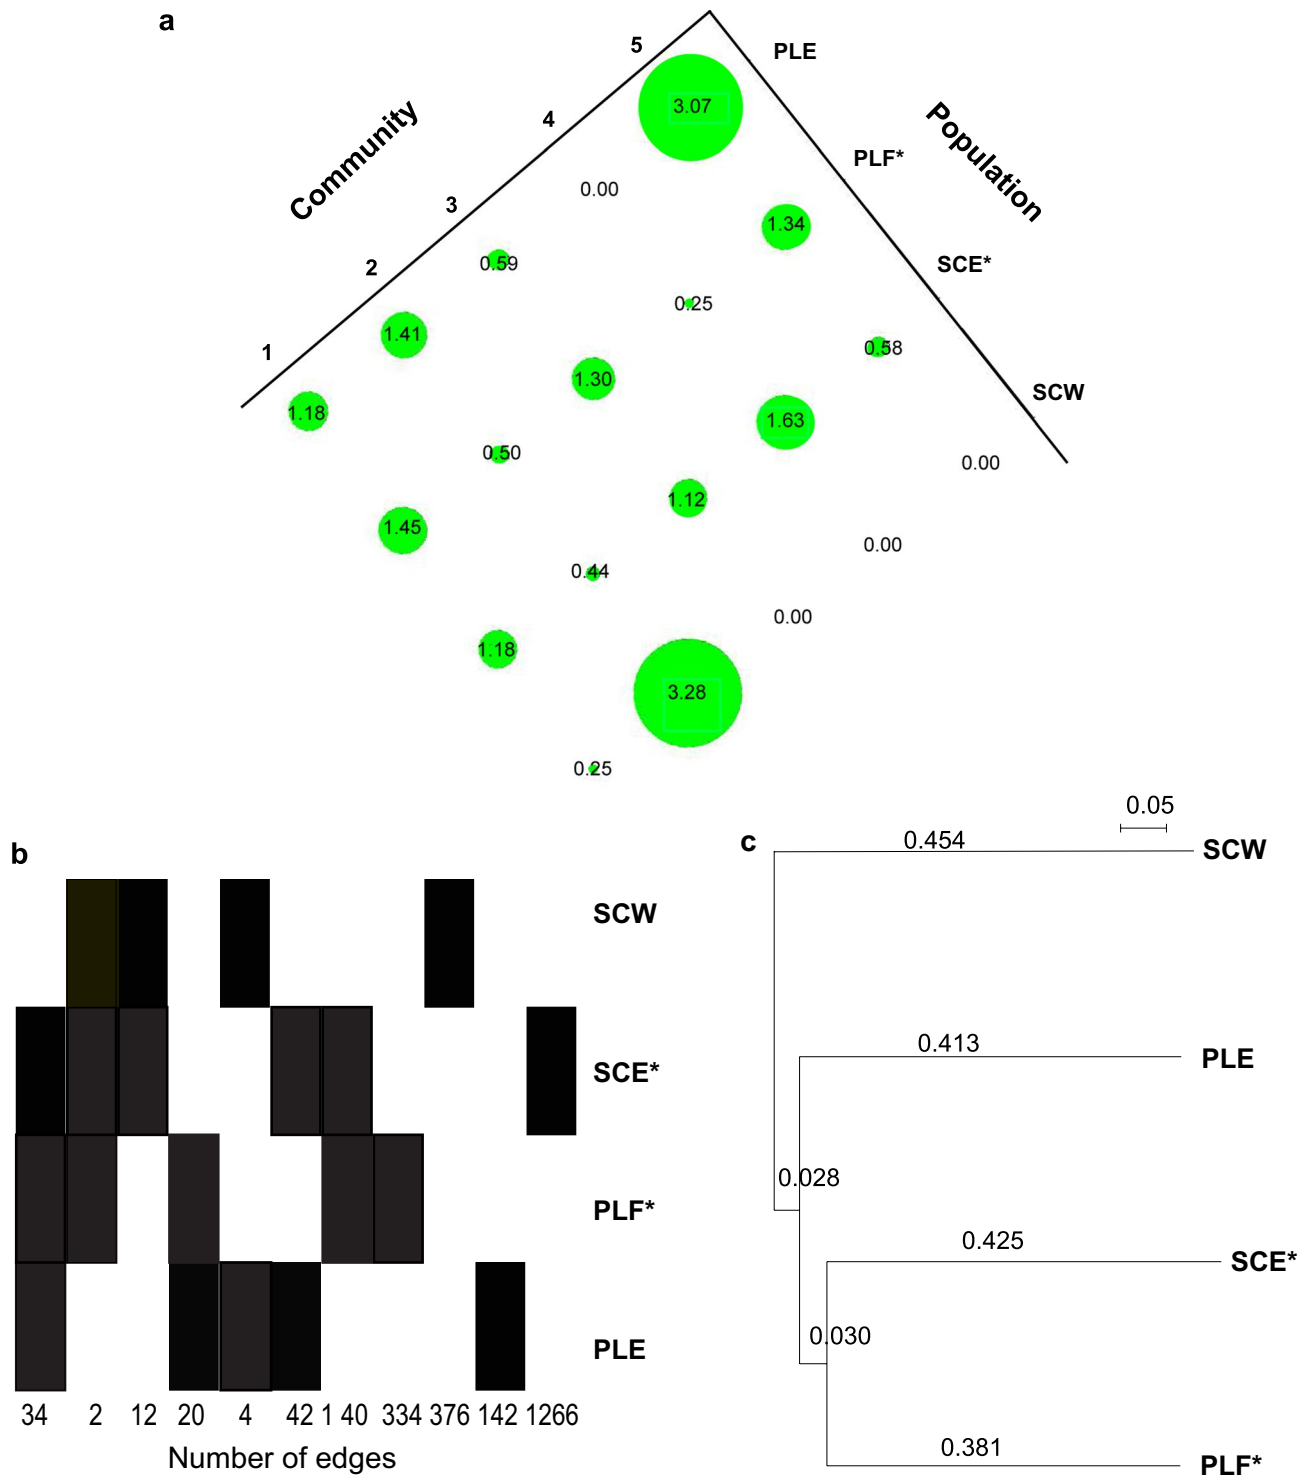 a
5
PLE
3.07
Community
4
Population
PLF*
0.00
3
1.34
0.59
SCE*
2
0.25
1.41
0.58
1
1.30
SCW
1.18
1.63
0.50
0.00
1.12
1.45
0.00
0.44
0.00
1.18
3.28
0.25
b
SCW
SCE*
PLF*
PLE
34 2 12 20 4 42 1 40 334 376 142 1266
Number of edges
c
0.05
0.454
SCW
0.413
PLE
0.028
0.425
SCE*
0.030
0.381
PLF*